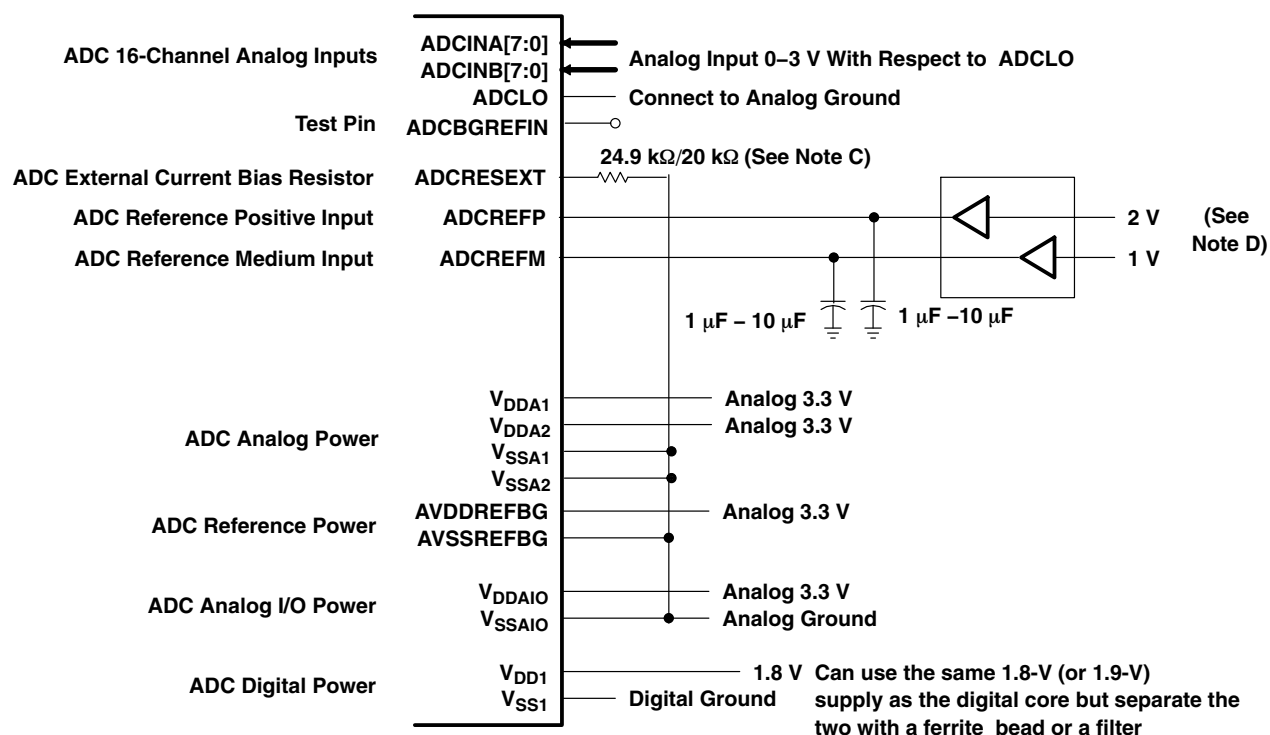 ADC 16-Channel Analog Inputs
ADCINA[7:0]
ADCINB[7:0]
Analog Input 0–3 V With Respect to ADCLO
ADCLO
Connect to Analog Ground
Test Pin
ADCBGREFIN
24.9 kΩ/20 kΩ (See Note C)
ADC External Current Bias Resistor
ADCRESEXT
ADC Reference Positive Input
ADCREFP
2 V
(See
Note D)
ADC Reference Medium Input
ADCREFM
1 V
1 μF – 10 μF
1 μF –10 μF
ADC Analog Power
VDDA1
Analog 3.3 V
VDDA2
Analog 3.3 V
VSSA1
VSSA2
ADC Reference Power
AVDDREFBG
Analog 3.3 V
AVSSREFBG
ADC Analog I/O Power
VDDAIO
Analog 3.3 V
VSSAIO
Analog Ground
ADC Digital Power
VDD1
1.8 V
Can use the same 1.8-V (or 1.9-V)
supply as the digital core but separate the
two with a ferrite bead or a filter
VSS1
Digital Ground